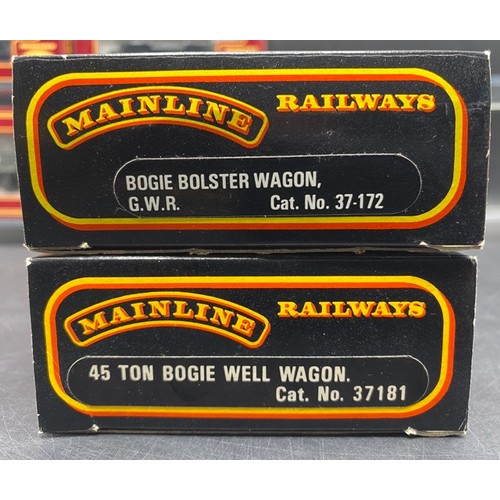 MAINLINE RAILWAYS
BOGIE BOLSTER WAGON,
G.W.R. Cat. No. 37-172
MAINLINE RAILWAYS
45 TON BOGIE WELL WAGON.
Cat. No. 37181